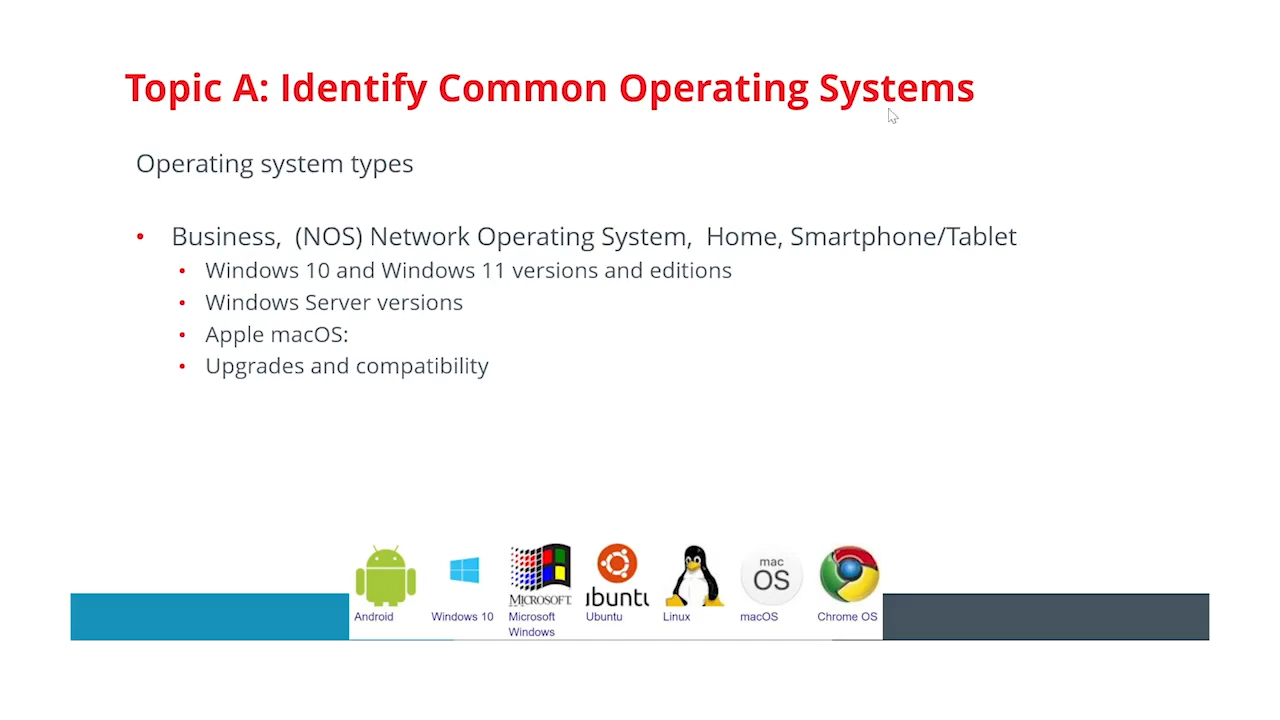 Topic A: Identify Common Operating Systems
Operating system types
• Business, (NOS) Network Operating System, Home, Smartphone/Tablet
• Windows 10 and Windows 11 versions and editions
• Windows Server versions
• Apple macOS:
• Upgrades and compatibility
MICROSOFT.
ubuntu
mac
OS
Android
Windows 10
Microsoft
Windows
Ubuntu
Linux
macOS
Chrome OS